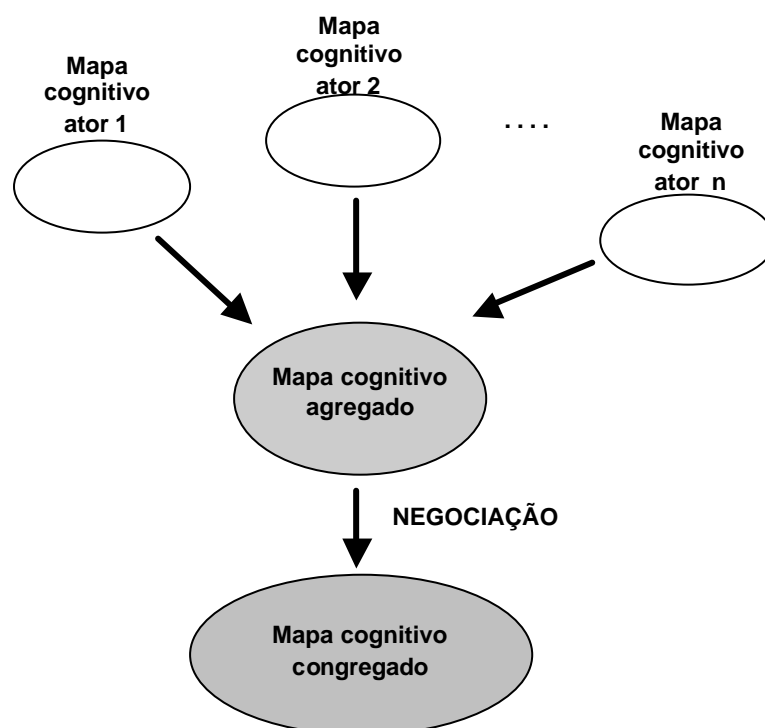 Mapa
cognitivo
ator 1
Mapa
cognitivo
ator 2
....
Mapa
cognitivo
ator n
Mapa cognitivo
agregado
NEGOCIAÇÃO
Mapa cognitivo
congregado